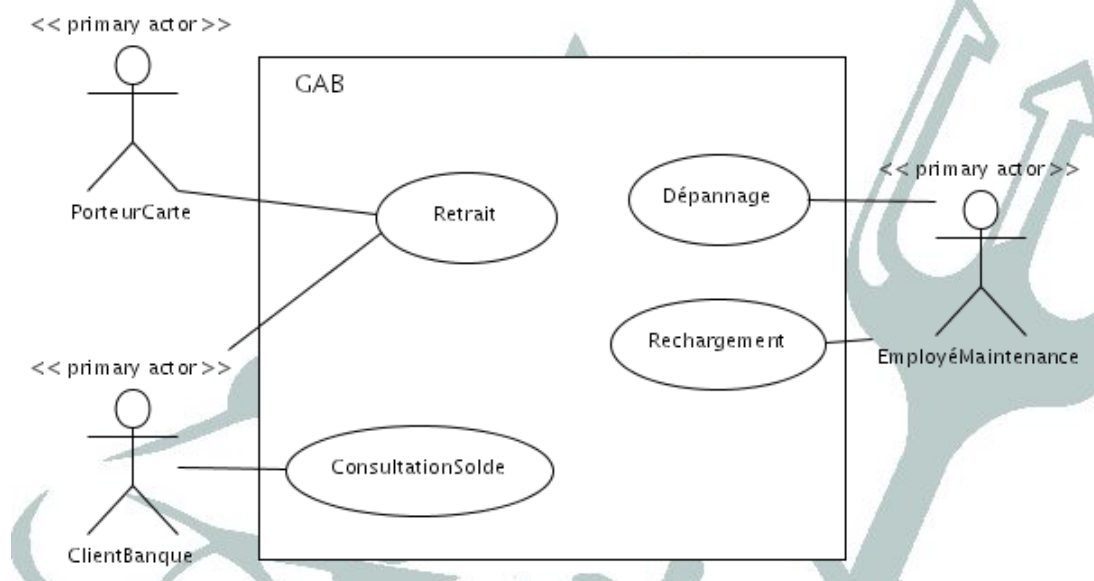 << primary actor >>
GAB
PorteurCarte
Retrait
Dépannage
<< primary actor >>
Rechargement
EmployéMaintenance
<< primary actor >>
ConsultationSolde
ClientBanque